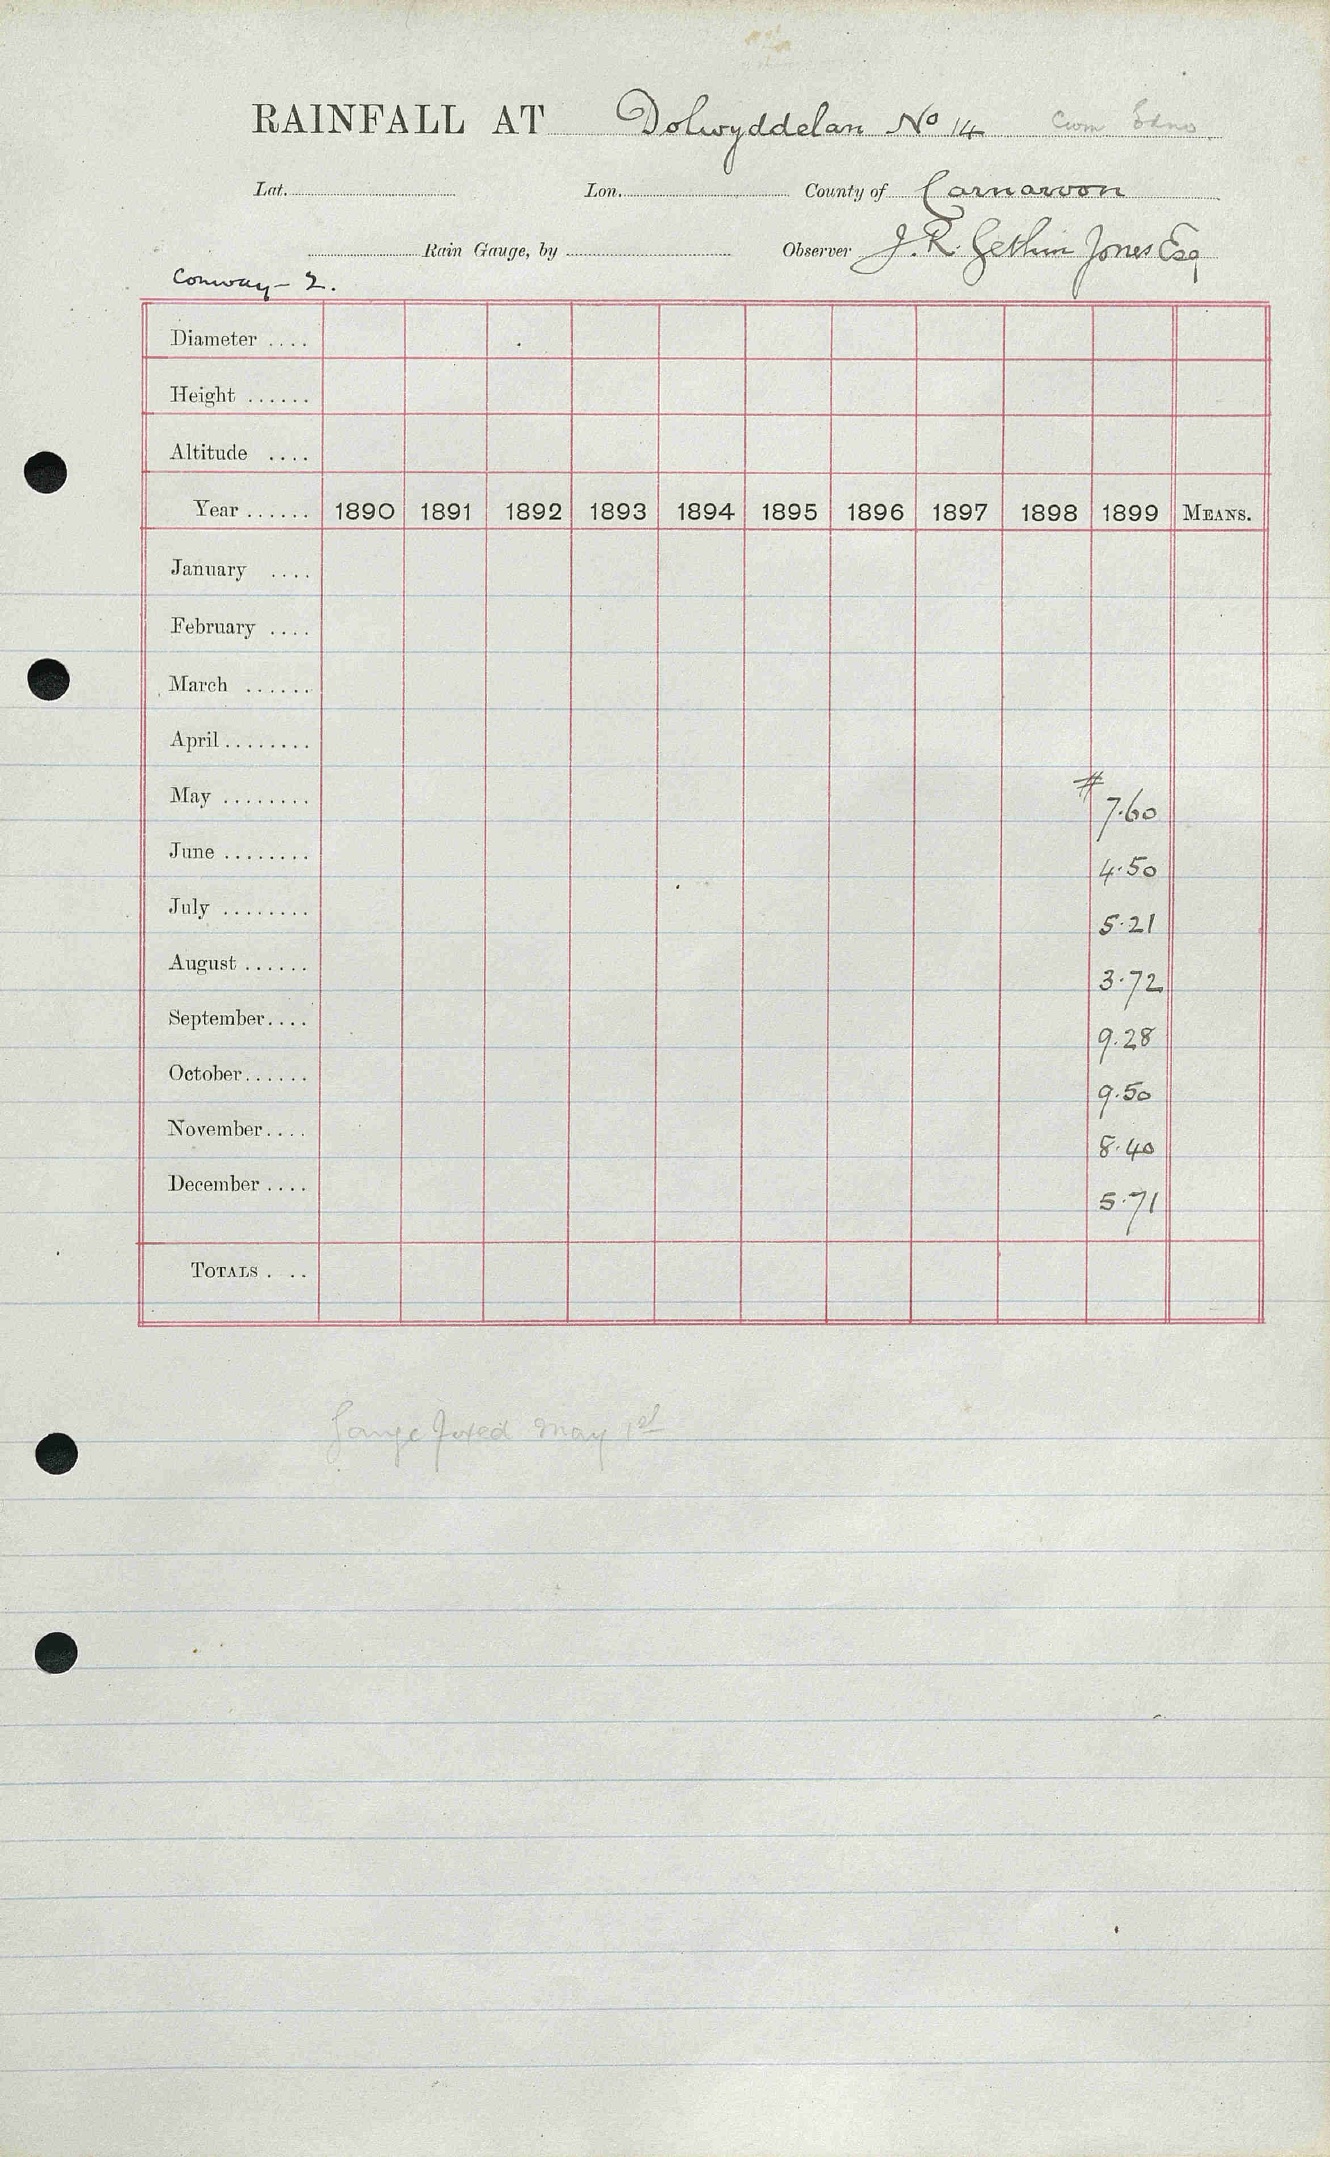 RAINFALL AT Dolwyddelan No 14 Cwm Edno
Lat. Lon. County of Carnarvon
Rain Gauge, by Observer J. R. Gethin Jones Esq
Conway - 2.
Diameter ....
Height ......
Altitude ....
Year ...... 1890 1891 1892 1893 1894 1895 1896 1897 1898 1899 MEANS.
January ....
February ....
March ......
April ........
May ........ # 7.60
June ........ 4.50
July ........ 5.21
August ...... 3.72
September.... 9.28
October...... 9.50
November.... 8.40
December .... 5.71
TOTALS . ..
Gauge fixed May 1st